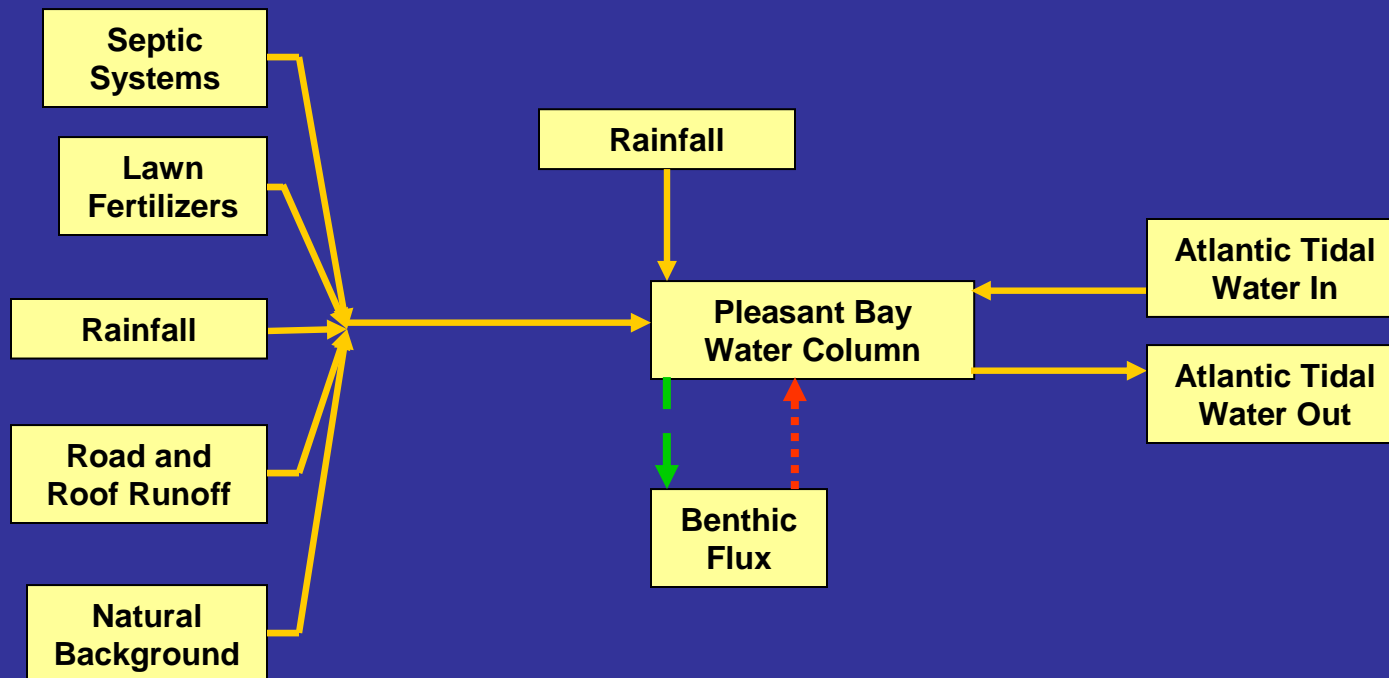 Septic
Systems
Lawn
Fertilizers
Rainfall
Road and
Roof Runoff
Natural
Background
Rainfall
Pleasant Bay
Water Column
Benthic
Flux
Atlantic Tidal
Water In
Atlantic Tidal
Water Out